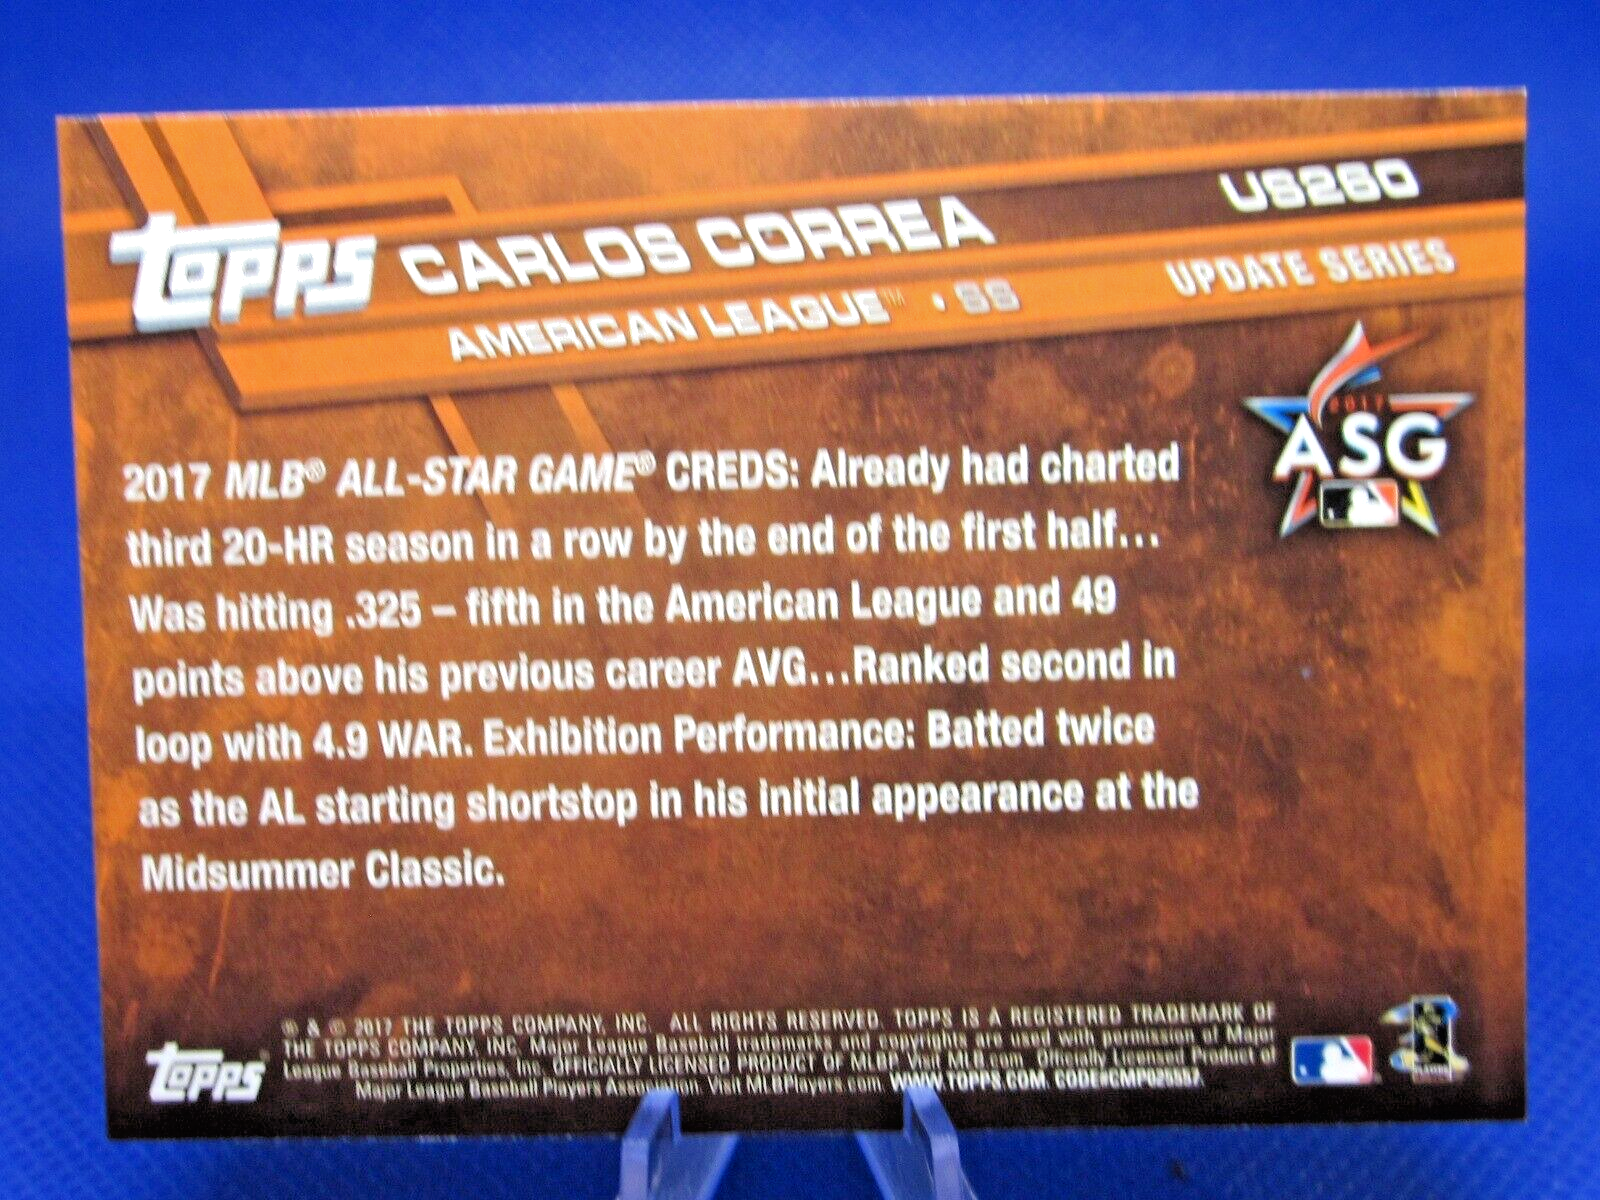 topps CARLOS CORREA US260
AMERICAN LEAGUE™ • SS UPDATE SERIES
2017
ASG
2017 MLB® ALL-STAR GAME® CREDS: Already had charted
third 20-HR season in a row by the end of the first half...
Was hitting .325 – fifth in the American League and 49
points above his previous career AVG...Ranked second in
loop with 4.9 WAR. Exhibition Performance: Batted twice
as the AL starting shortstop in his initial appearance at the
Midsummer Classic.
® & © 2017 THE TOPPS COMPANY, INC. ALL RIGHTS RESERVED. TOPPS IS A REGISTERED TRADEMARK OF
THE TOPPS COMPANY, INC. Major League Baseball trademarks and copyrights are used with permission of Major
League Baseball Properties, Inc. OFFICIALLY LICENSED PRODUCT OF MLBP Visit MLB.com. Officially Licensed Product of
Major League Baseball Players Association. Visit MLBPlayers.com WWW.TOPPS.COM. CODE#CMP025557
topps